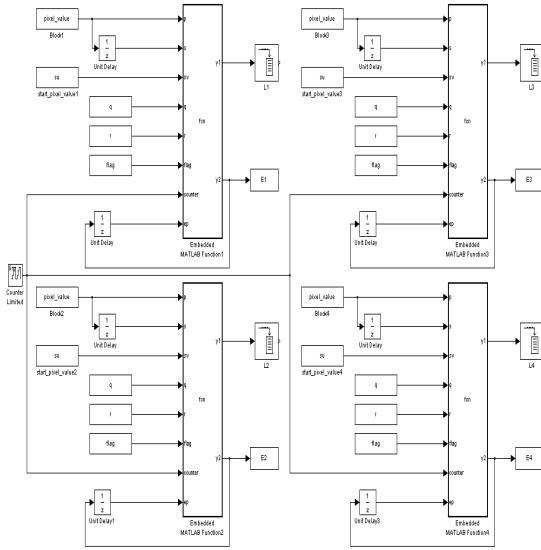 pixel_value
Block1
p
1
z
Unit Delay
s
su
start_pixel_value1
sv
q
q
r
r
flag
flag
counter
1
z
Unit Delay
ep
fcn
y1
y2
L1
E1
Embedded
MATLAB Function1
pixel_value
Block3
p
1
z
Unit Delay
s
su
start_pixel_value3
sv
q
q
r
r
flag
flag
counter
1
z
Unit Delay
ep
fcn
y1
y2
L3
E3
Embedded
MATLAB Function3
Counter
Limited
pixel_value
Block2
p
1
z
Unit Delay
s
su
start_pixel_value2
sv
q
q
r
r
flag
flag
counter
1
z
Unit Delay1
ep
fcn
y1
y2
L2
E2
Embedded
MATLAB Function2
pixel_value
Block4
p
1
z
Unit Delay
s
su
start_pixel_value4
sv
q
q
r
r
flag
flag
counter
1
z
Unit Delay3
ep
fcn
y1
y2
L4
E4
Embedded
MATLAB Function4